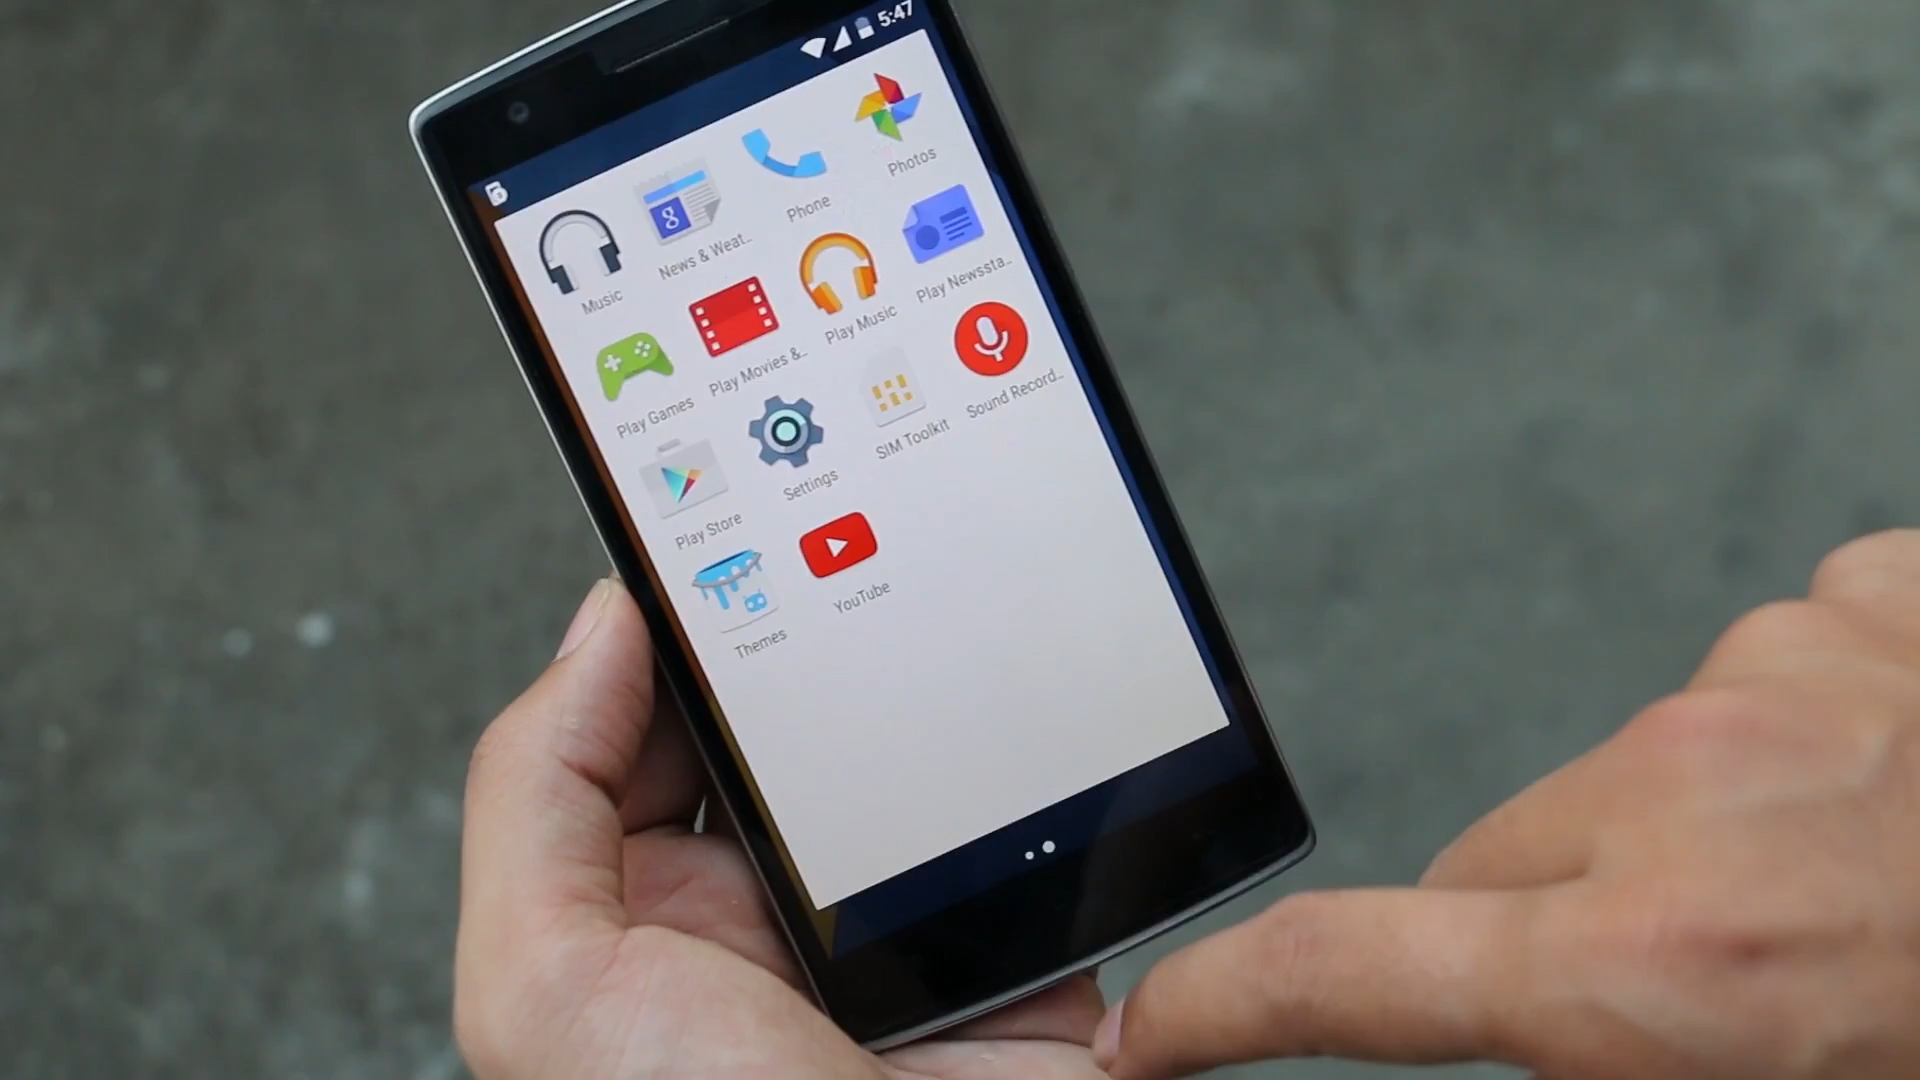 5:47
Music
News & Weat..
Phone
Photos
Play Games
Play Movies &..
Play Music
Play Newssta..
Play Store
Settings
SIM Toolkit
Sound Record..
Themes
YouTube